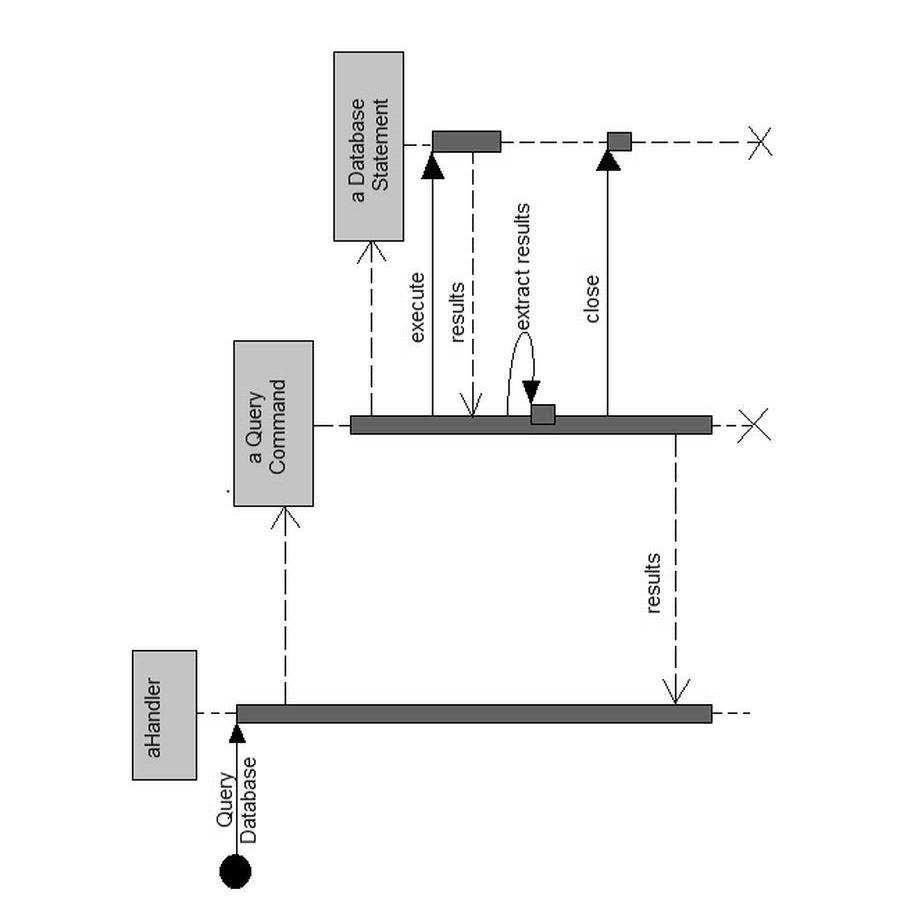 aHandler
a Query
Command
a Database
Statement
Query
Database
execute
results
extract results
close
results